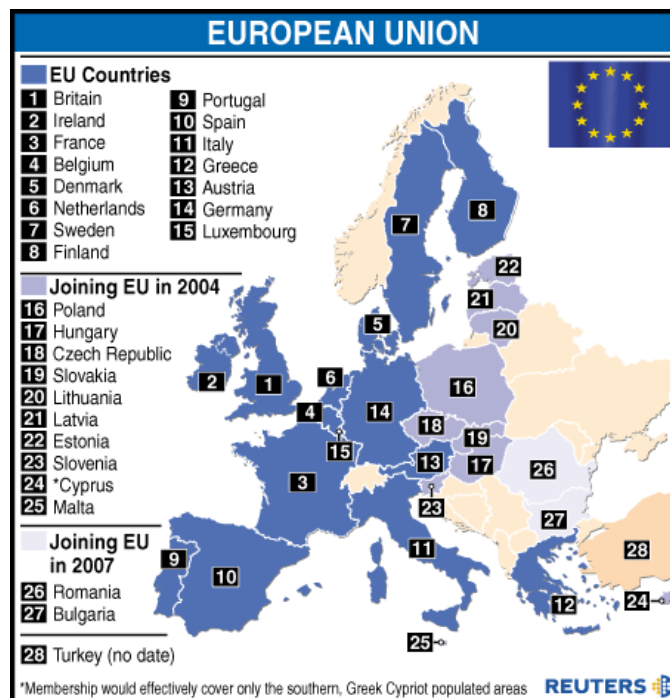 EUROPEAN UNION
EU Countries
1 Britain
2 Ireland
3 France
4 Belgium
5 Denmark
6 Netherlands
7 Sweden
8 Finland
9 Portugal
10 Spain
11 Italy
12 Greece
13 Austria
14 Germany
15 Luxembourg
Joining EU in 2004
16 Poland
17 Hungary
18 Czech Republic
19 Slovakia
20 Lithuania
21 Latvia
22 Estonia
23 Slovenia
24 *Cyprus
25 Malta
Joining EU
in 2007
26 Romania
27 Bulgaria
28 Turkey (no date)
7
8
22
21
20
5
6
2
1
16
4
14
18
15
19
13
17
3
26
23
27
11
28
9
10
12
24
25
*Membership would effectively cover only the southern, Greek Cypriot populated areas
REUTERS